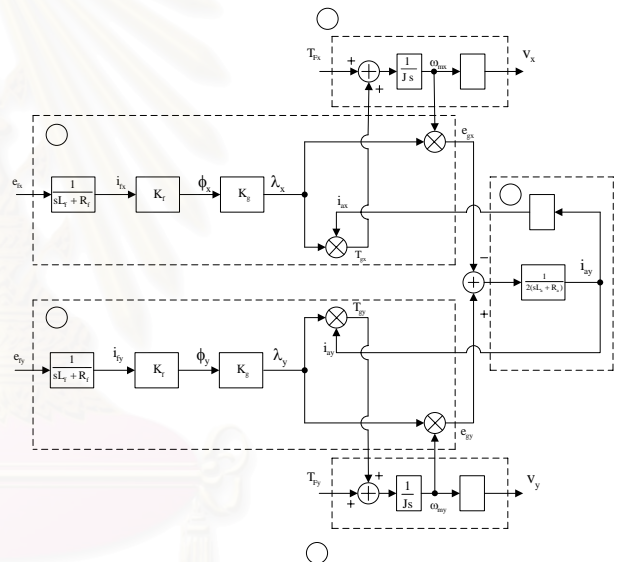 T_Fx + + 1/(J s) ω_mx v_x
e_gx
e_fx 1/(sL_f + R_f) i_fx K_f ϕ_x K_g λ_x
i_ax
T_gx
−
+
1/(2(sL_a + R_a)) i_ay
e_fy 1/(sL_f + R_f) i_fy K_f ϕ_y K_g λ_y
T_gy
i_ay
e_gy
T_Fy + + 1/(Js) ω_my v_y